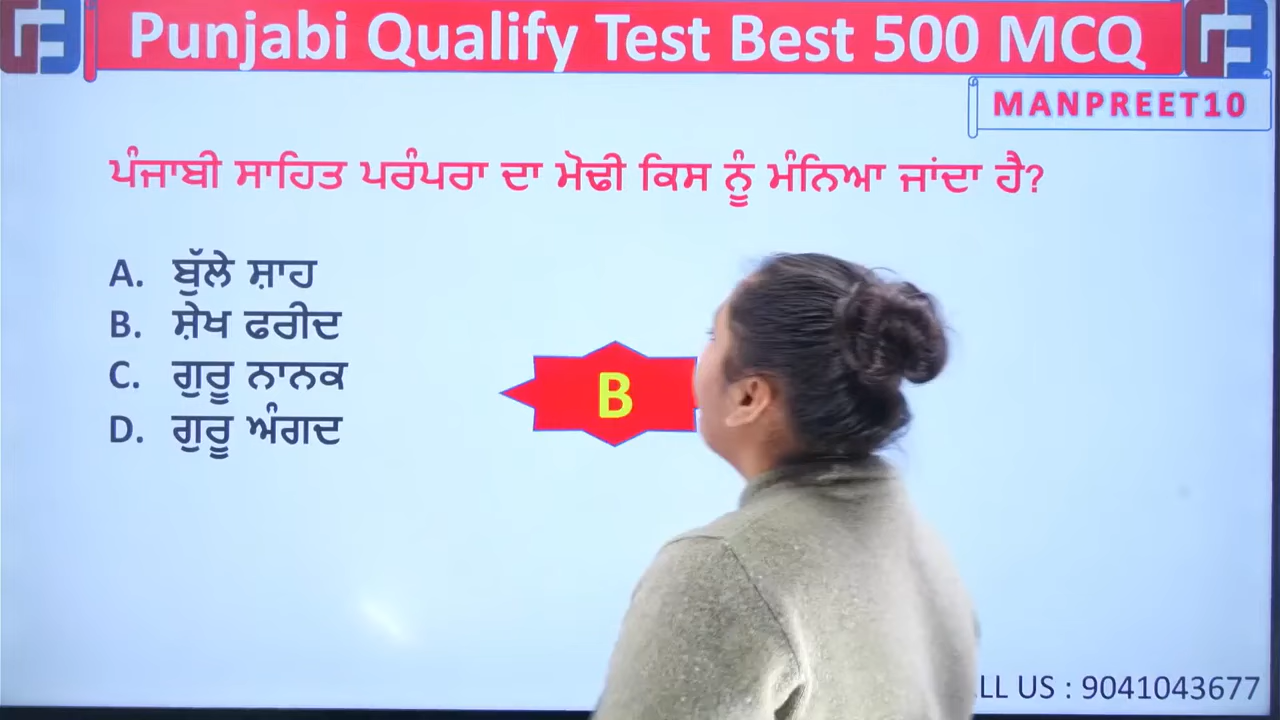 Punjabi Qualify Test Best 500 MCQ
MANPREET10
ਪੰਜਾਬੀ ਸਾਹਿਤ ਪਰੰਪਰਾ ਦਾ ਮੋਢੀ ਕਿਸ ਨੂੰ ਮੰਨਿਆ ਜਾਂਦਾ ਹੈ?
A. ਬੁੱਲੇ ਸ਼ਾਹ
B. ਸ਼ੇਖ ਫਰੀਦ
C. ਗੁਰੂ ਨਾਨਕ
D. ਗੁਰੂ ਅੰਗਦ
B
LL US : 9041043677